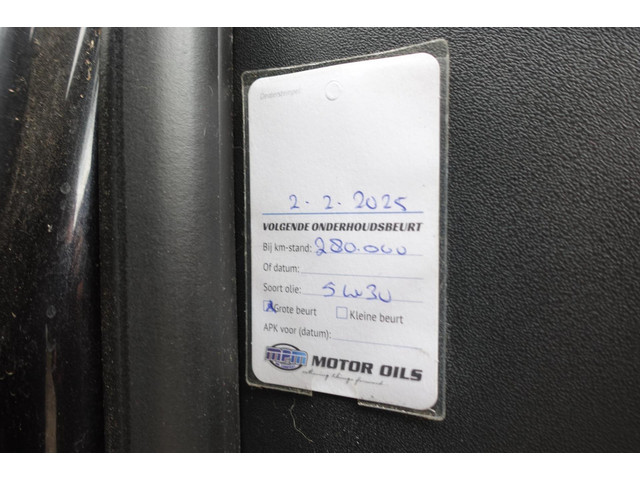 2-2-2025
VOLGENDE ONDERHOUDSBEURT
Bij km-stand: 280.000
Of datum:
Soort olie: 5W30
Grote beurt Kleine beurt
APK voor (datum):
mpm MOTOR OILS